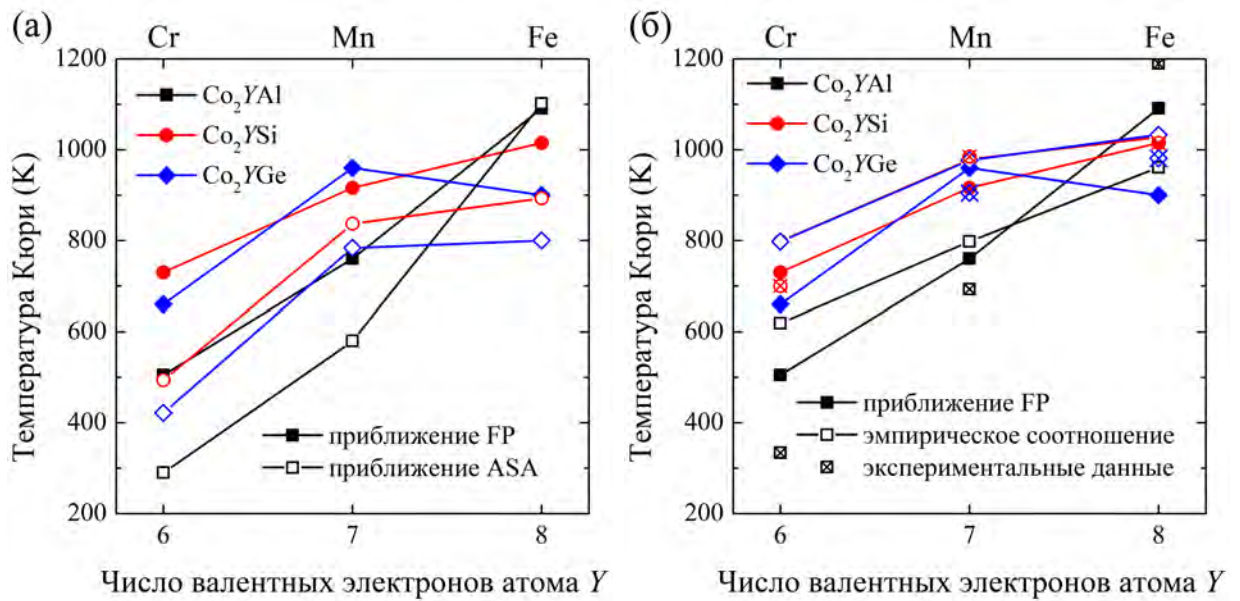 (а)
Cr Mn Fe
1200
1000
800
600
400
200
Co₂YAl
Co₂YSi
Co₂YGe
приближение FP
приближение ASA
6 7 8
Температура Кюри (К)
Число валентных электронов атома Y
(б)
Cr Mn Fe
1200
1000
800
600
400
200
Co₂YAl
Co₂YSi
Co₂YGe
приближение FP
эмпирическое соотношение
экспериментальные данные
6 7 8
Температура Кюри (К)
Число валентных электронов атома Y